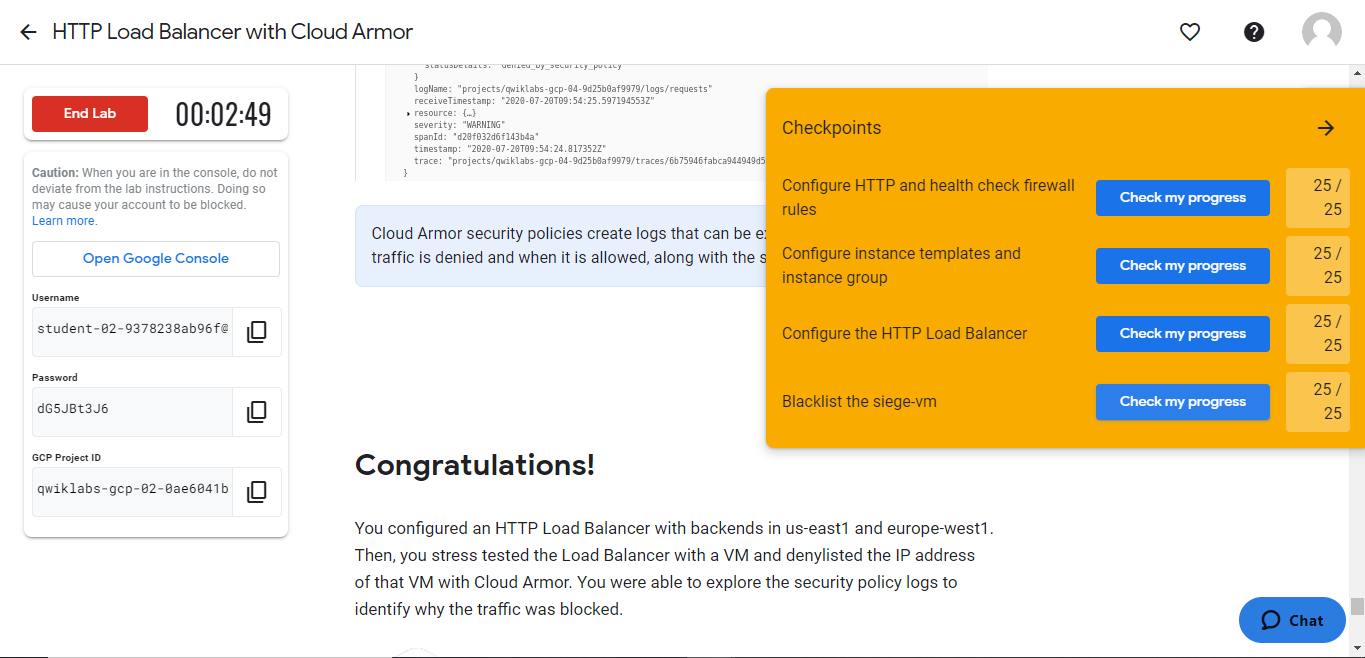 HTTP Load Balancer with Cloud Armor
End Lab
00:02:49
Caution: When you are in the console, do not
deviate from the lab instructions. Doing so
may cause your account to be blocked.
Learn more.
Open Google Console
Username
student-02-9378238ab96f@
Password
dG5JBt3J6
GCP Project ID
qwiklabs-gcp-02-0ae6041b
statusDetails: "denied_by_security_policy"
}
logName: "projects/qwiklabs-gcp-04-9d25b0af9979/logs/requests"
receiveTimestamp: "2020-07-20T09:54:25.597194553Z"
resource: {…}
severity: "WARNING"
spanId: "d20f032d6f143b4a"
timestamp: "2020-07-20T09:54:24.817352Z"
trace: "projects/qwiklabs-gcp-04-9d25b0af9979/traces/6b75946fabca944949d5
}
Cloud Armor security policies create logs that can be e
traffic is denied and when it is allowed, along with the s
Checkpoints
Configure HTTP and health check firewall
rules
Check my progress
25 /
25
Configure instance templates and
instance group
Check my progress
25 /
25
Configure the HTTP Load Balancer
Check my progress
25 /
25
Blacklist the siege-vm
Check my progress
25 /
25
Congratulations!
You configured an HTTP Load Balancer with backends in us-east1 and europe-west1.
Then, you stress tested the Load Balancer with a VM and denylisted the IP address
of that VM with Cloud Armor. You were able to explore the security policy logs to
identify why the traffic was blocked.
Chat